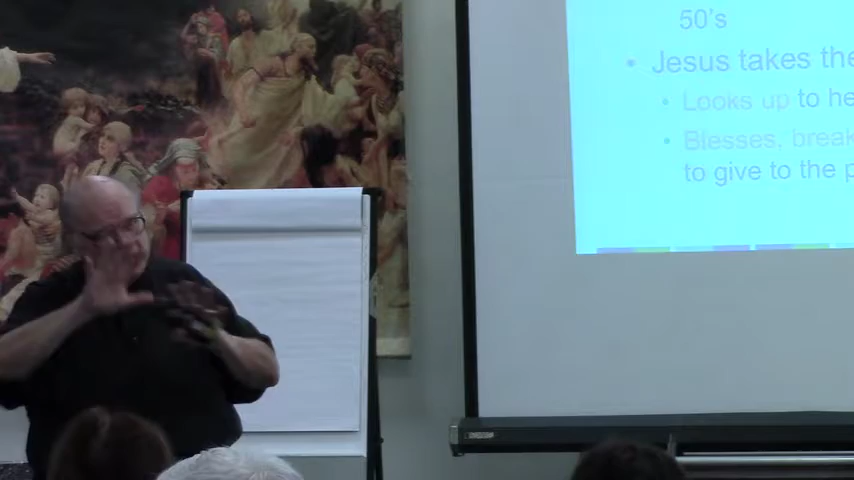 50's
• Jesus takes the
• Looks up to he
• Blesses, break
to give to the p